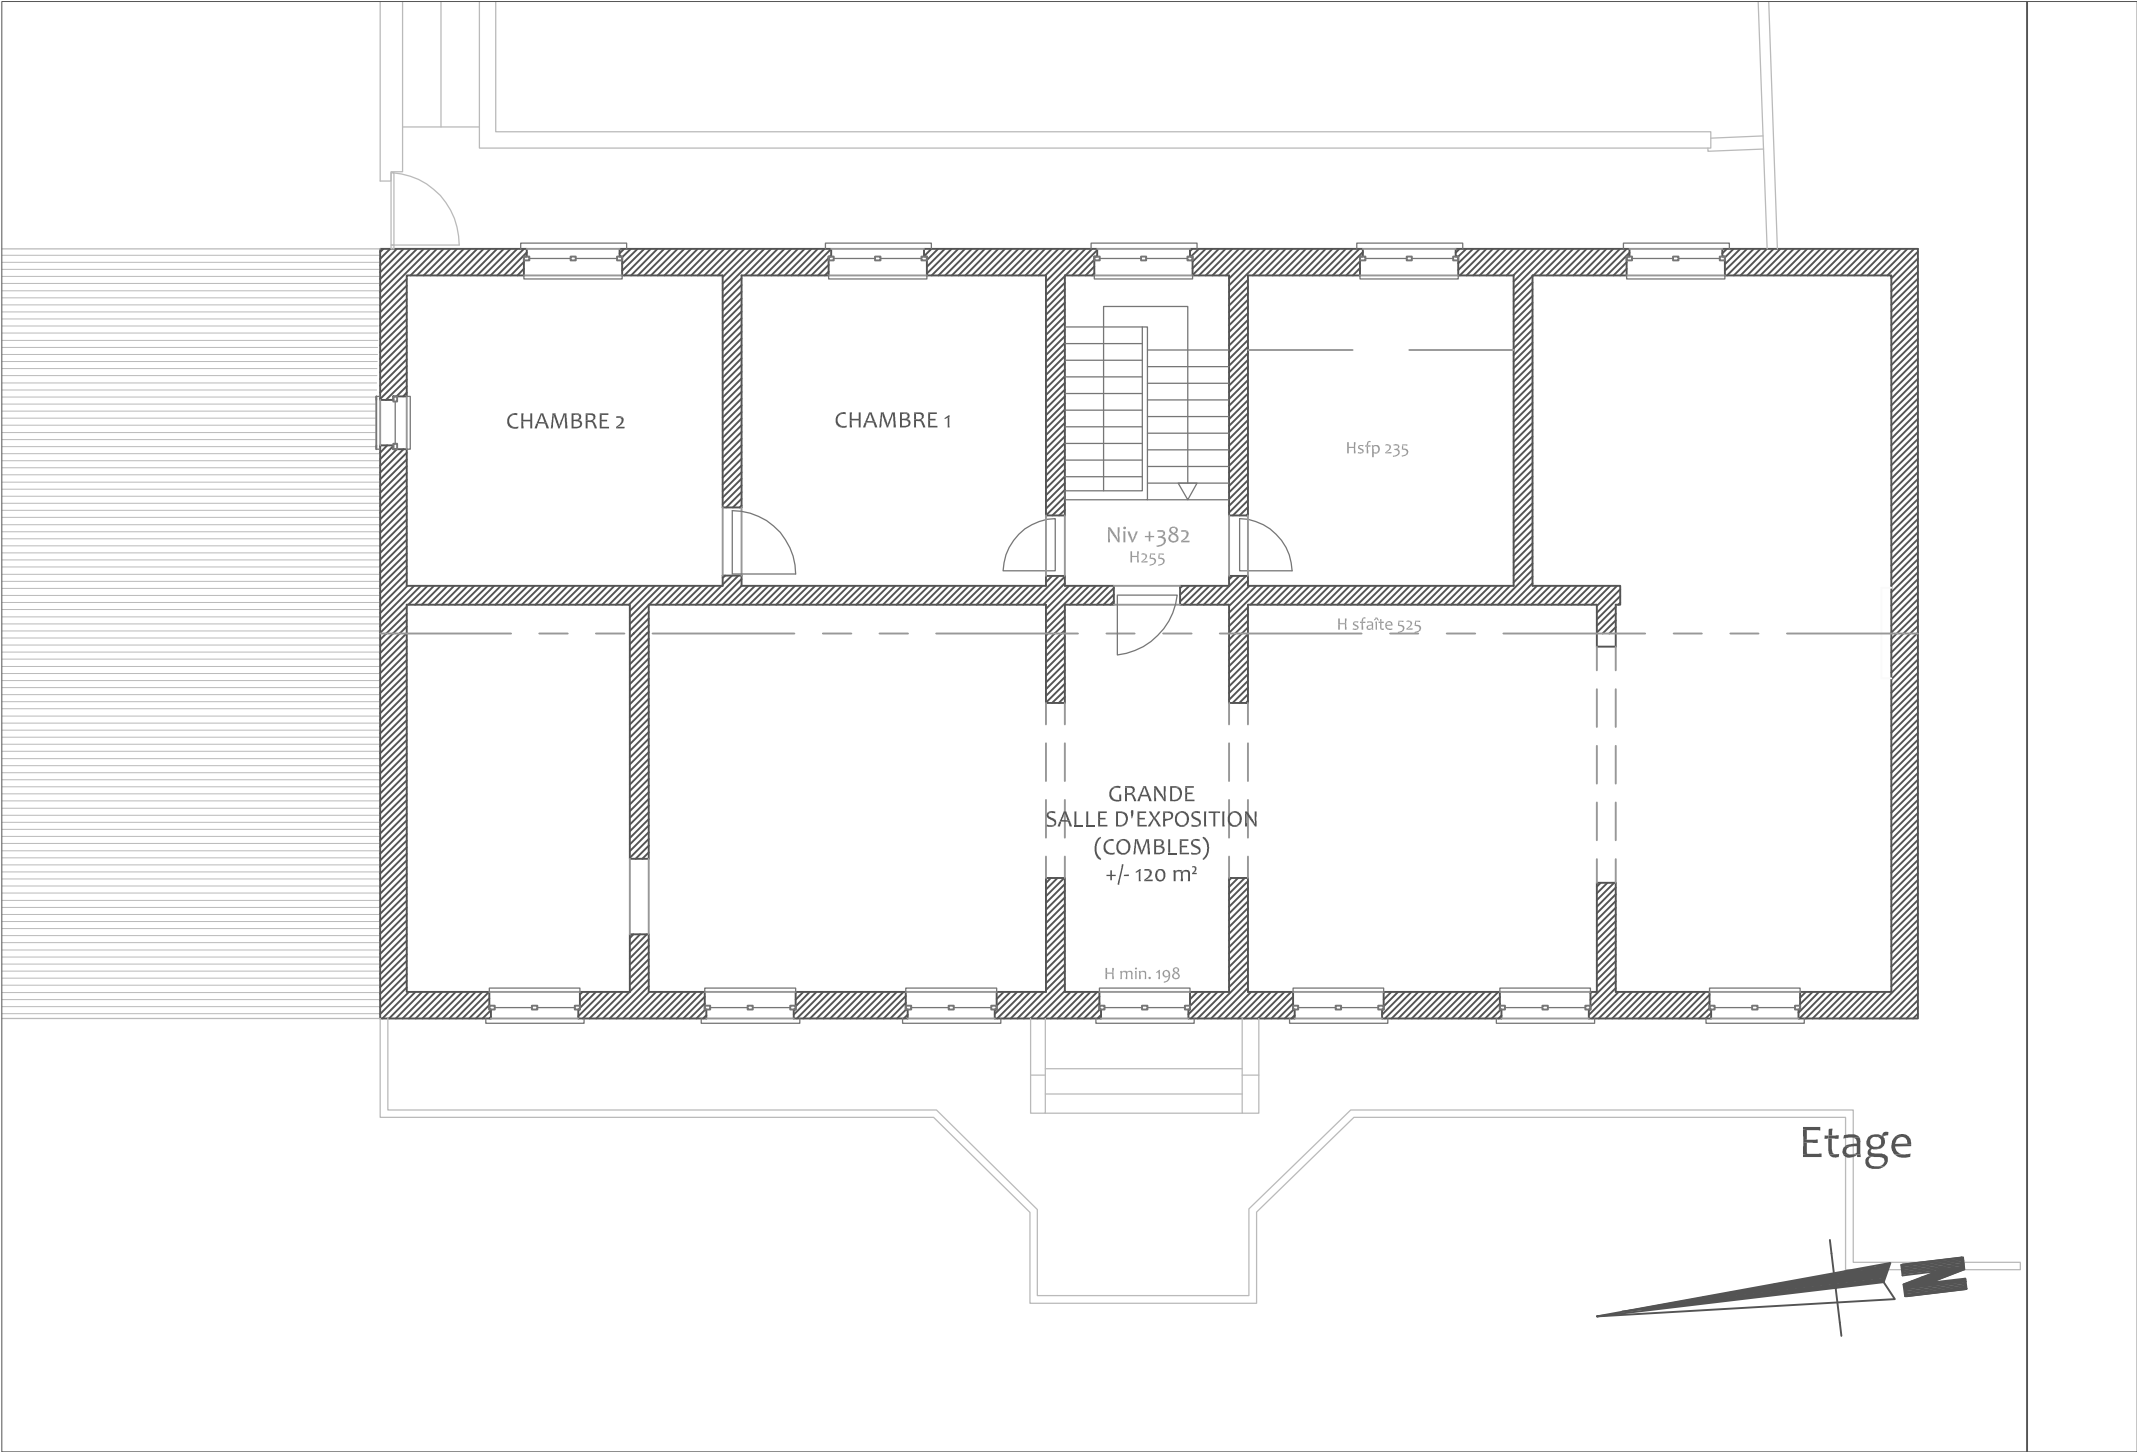 CHAMBRE 2
CHAMBRE 1
Hsfp 235
Niv +382
H255
H sfaîte 525
GRANDE
SALLE D'EXPOSITION
(COMBLES)
+/- 120 m²
H min. 198
Etage
N